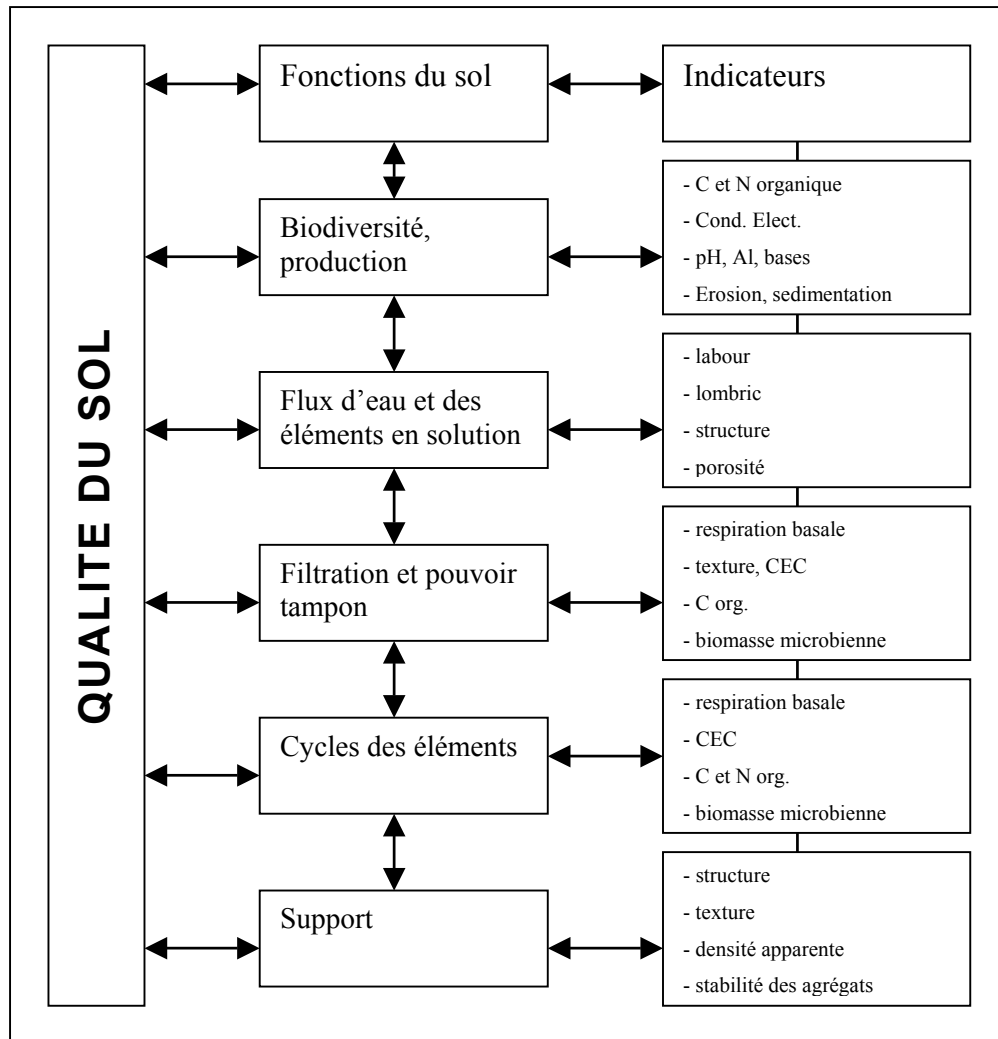 QUALITE DU SOL
Fonctions du sol
Indicateurs
Biodiversité,
production
- C et N organique
- Cond. Elect.
- pH, Al, bases
- Erosion, sedimentation
Flux d’eau et des
éléments en solution
- labour
- lombric
- structure
- porosité
Filtration et pouvoir
tampon
- respiration basale
- texture, CEC
- C org.
- biomasse microbienne
Cycles des éléments
- respiration basale
- CEC
- C et N org.
- biomasse microbienne
Support
- structure
- texture
- densité apparente
- stabilité des agrégats